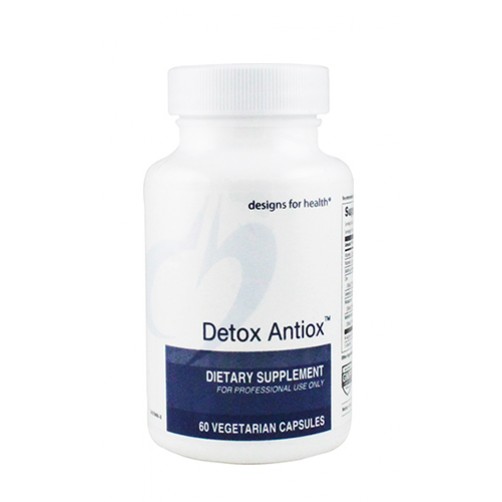 designs for health®
Detox Antiox™
DIETARY SUPPLEMENT
FOR PROFESSIONAL USE ONLY
60 VEGETARIAN CAPSULES